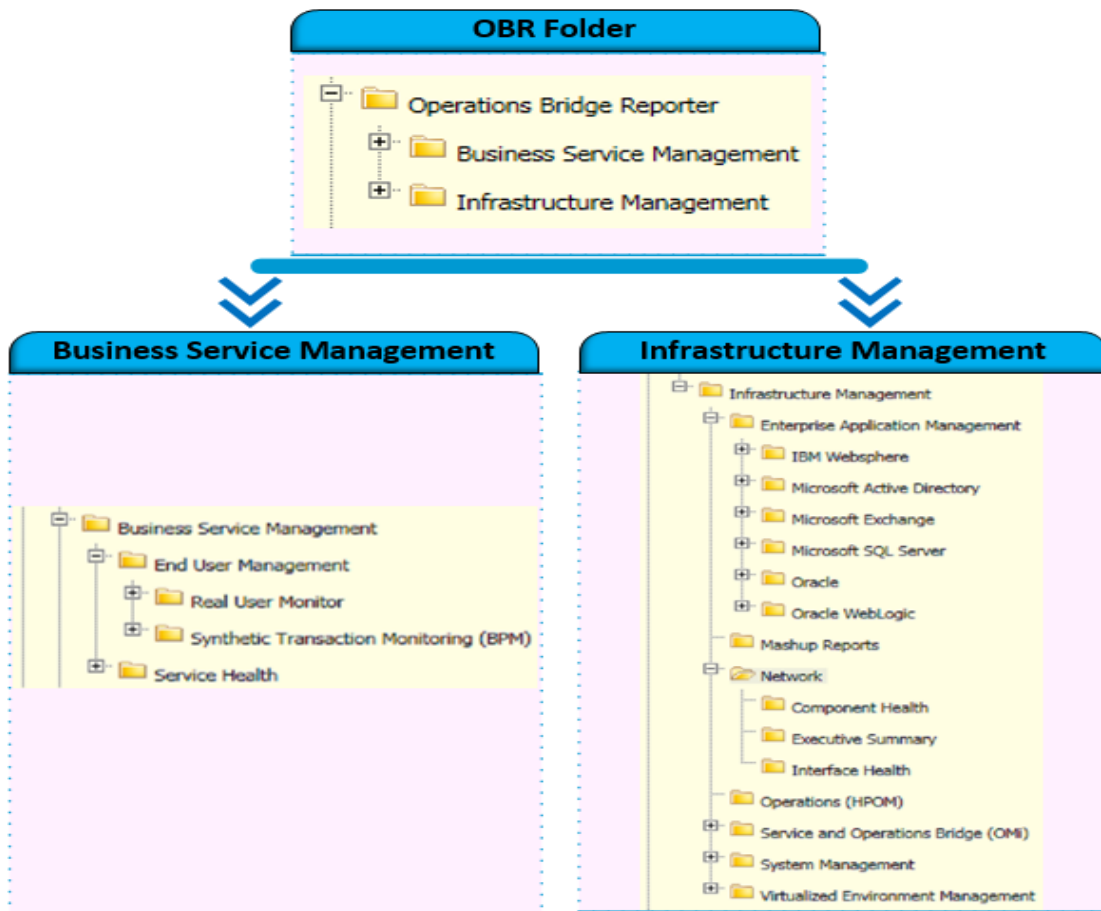 OBR Folder
Operations Bridge Reporter
Business Service Management
Infrastructure Management
Business Service Management
Business Service Management
End User Management
Real User Monitor
Synthetic Transaction Monitoring (BPM)
Service Health
Infrastructure Management
Infrastructure Management
Enterprise Application Management
IBM Websphere
Microsoft Active Directory
Microsoft Exchange
Microsoft SQL Server
Oracle
Oracle WebLogic
Mashup Reports
Network
Component Health
Executive Summary
Interface Health
Operations (HPOM)
Service and Operations Bridge (OMi)
System Management
Virtualized Environment Management